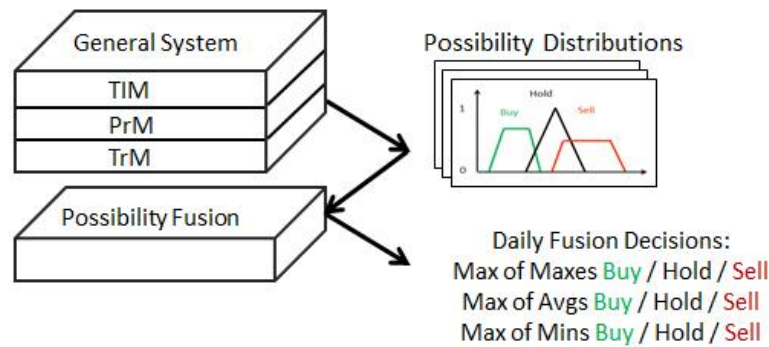 General System
TIM
PrM
TrM
Possibility Fusion
Possibility Distributions
1
Hold
Buy
Sell
0
Daily Fusion Decisions:
Max of Maxes Buy / Hold / Sell
Max of Avgs Buy / Hold / Sell
Max of Mins Buy / Hold / Sell